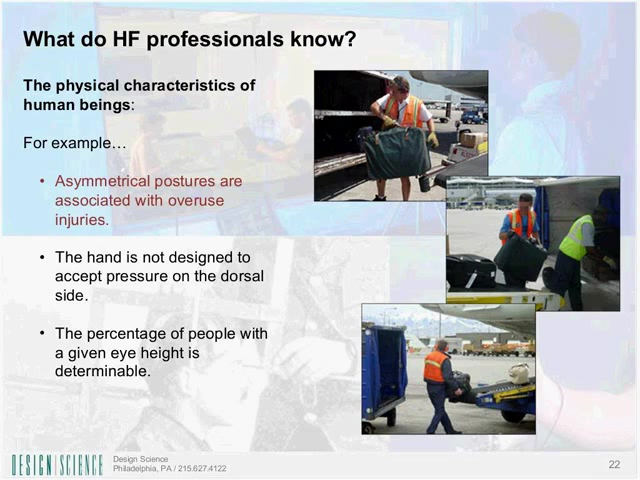 What do HF professionals know?
The physical characteristics of
human beings:
For example…
• Asymmetrical postures are
associated with overuse
injuries.
• The hand is not designed to
accept pressure on the dorsal
side.
• The percentage of people with
a given eye height is
determinable.
DESIGN|SCIENCE
Design Science
Philadelphia, PA / 215.627.4122
22